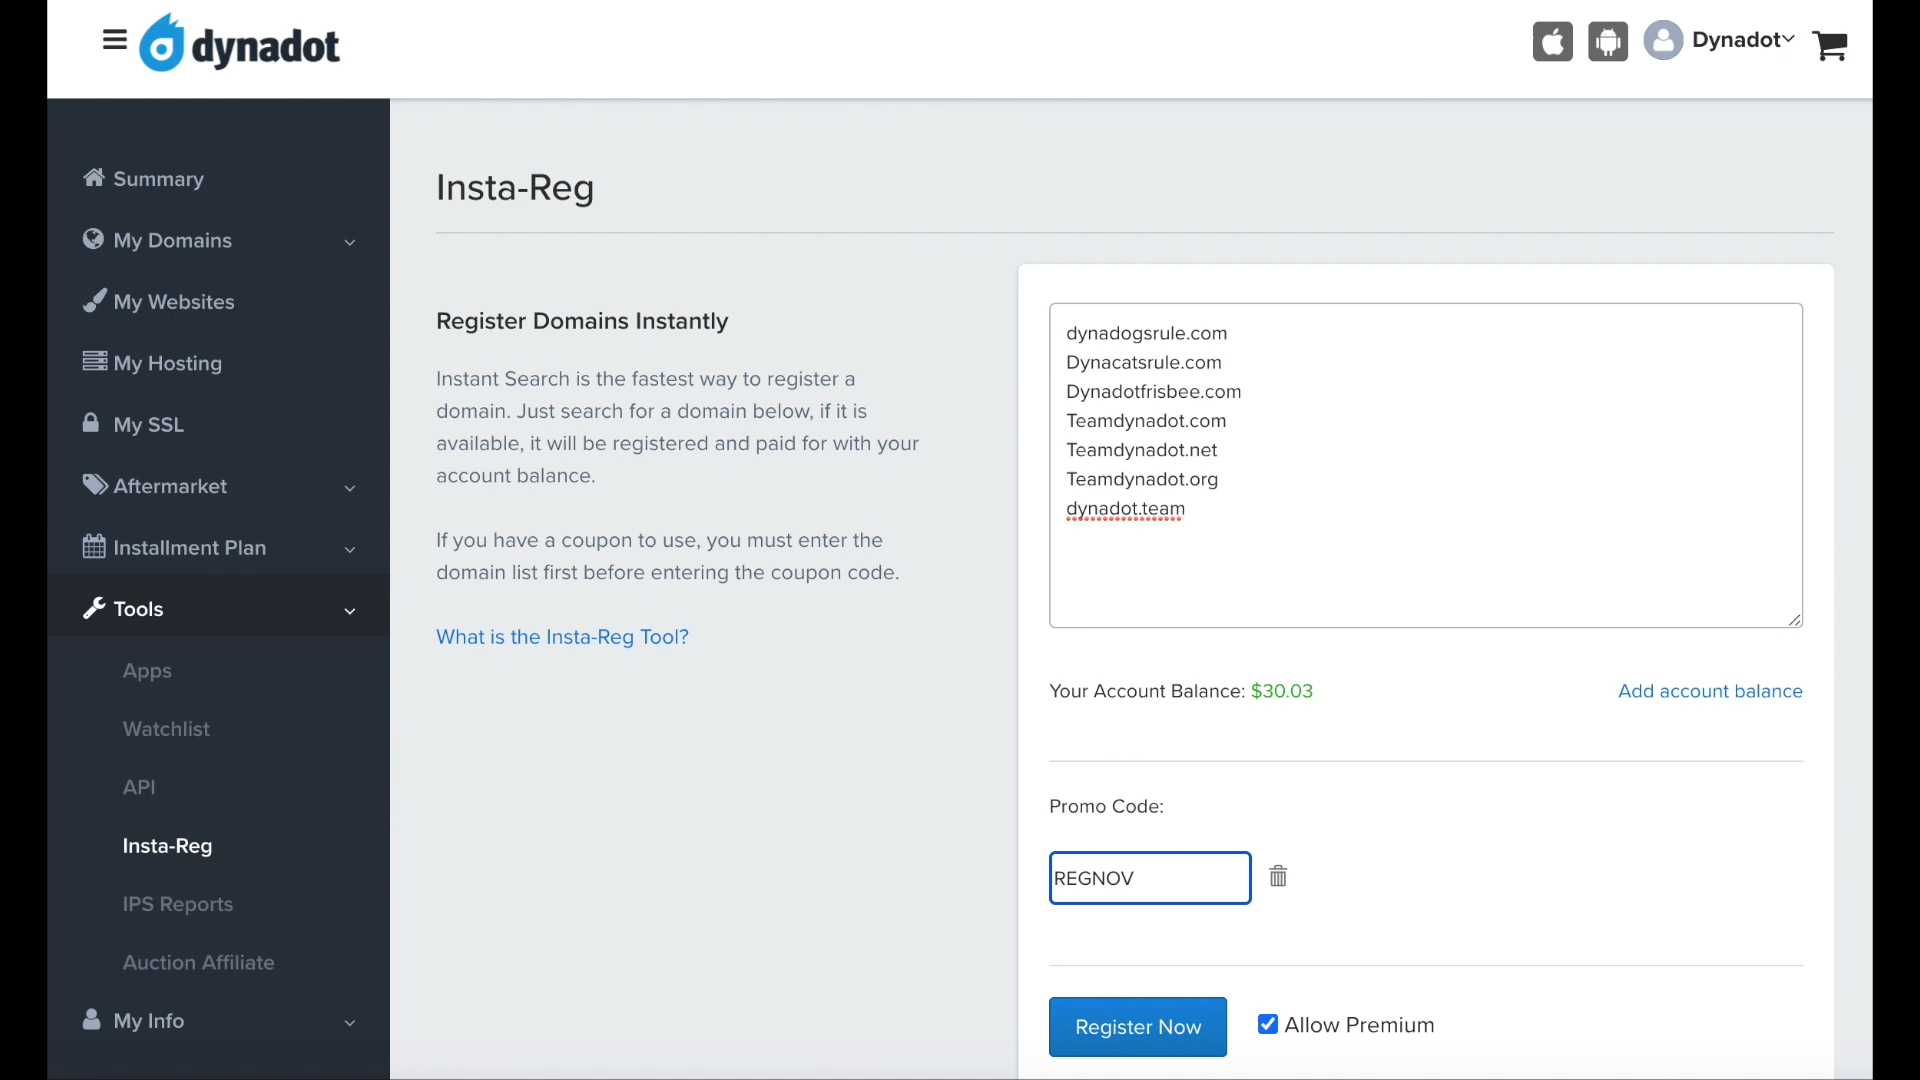 dynadot
Dynadot
Summary
My Domains
My Websites
My Hosting
My SSL
Aftermarket
Installment Plan
Tools
Apps
Watchlist
API
Insta-Reg
IPS Reports
Auction Affiliate
My Info
Insta-Reg
Register Domains Instantly
Instant Search is the fastest way to register a
domain. Just search for a domain below, if it is
available, it will be registered and paid for with your
account balance.
If you have a coupon to use, you must enter the
domain list first before entering the coupon code.
What is the Insta-Reg Tool?
dynadogsrule.com
Dynacatsrule.com
Dynadotfrisbee.com
Teamdynadot.com
Teamdynadot.net
Teamdynadot.org
dynadot.team
Your Account Balance: $30.03
Add account balance
Promo Code:
REGNOV
Register Now
Allow Premium